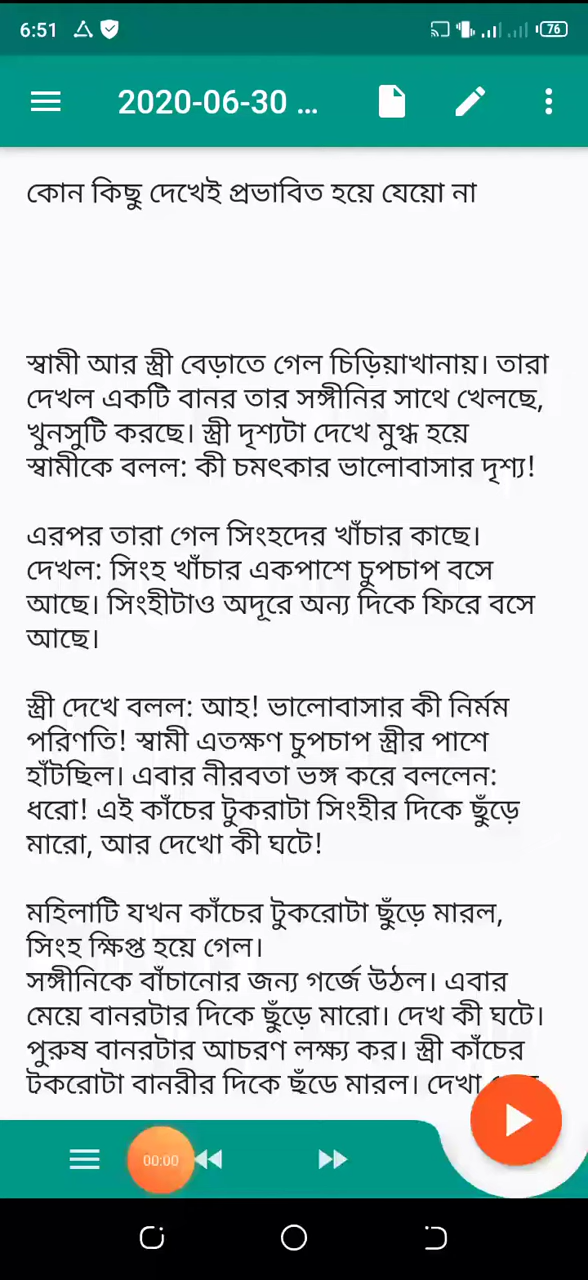 6:51
76
2020-06-30 ...
কোন কিছু দেখেই প্রভাবিত হয়ে যেয়ো না
স্বামী আর স্ত্রী বেড়াতে গেল চিড়িয়াখানায়। তারা
দেখল একটি বানর তার সঙ্গীনির সাথে খেলছে,
খুনসুটি করছে। স্ত্রী দৃশ্যটা দেখে মুগ্ধ হয়ে
স্বামীকে বলল: কী চমৎকার ভালোবাসার দৃশ্য!
এরপর তারা গেল সিংহদের খাঁচার কাছে।
দেখল: সিংহ খাঁচার একপাশে চুপচাপ বসে
আছে। সিংহীটাও অদূরে অন্য দিকে ফিরে বসে
আছে।
স্ত্রী দেখে বলল: আহ! ভালোবাসার কী নির্মম
পরিণতি! স্বামী এতক্ষণ চুপচাপ স্ত্রীর পাশে
হাঁটছিল। এবার নীরবতা ভঙ্গ করে বললেন:
ধরো! এই কাঁচের টুকরাটা সিংহীর দিকে ছুঁড়ে
মারো, আর দেখো কী ঘটে!
মহিলাটি যখন কাঁচের টুকরোটা ছুঁড়ে মারল,
সিংহ ক্ষিপ্ত হয়ে গেল।
সঙ্গীনিকে বাঁচানোর জন্য গর্জে উঠল। এবার
মেয়ে বানরটার দিকে ছুঁড়ে মারো। দেখ কী ঘটে।
পুরুষ বানরটার আচরণ লক্ষ্য কর। স্ত্রী কাঁচের
টুকরোটা বানরীর দিকে ছুঁড়ে মারল। দেখা
00:00